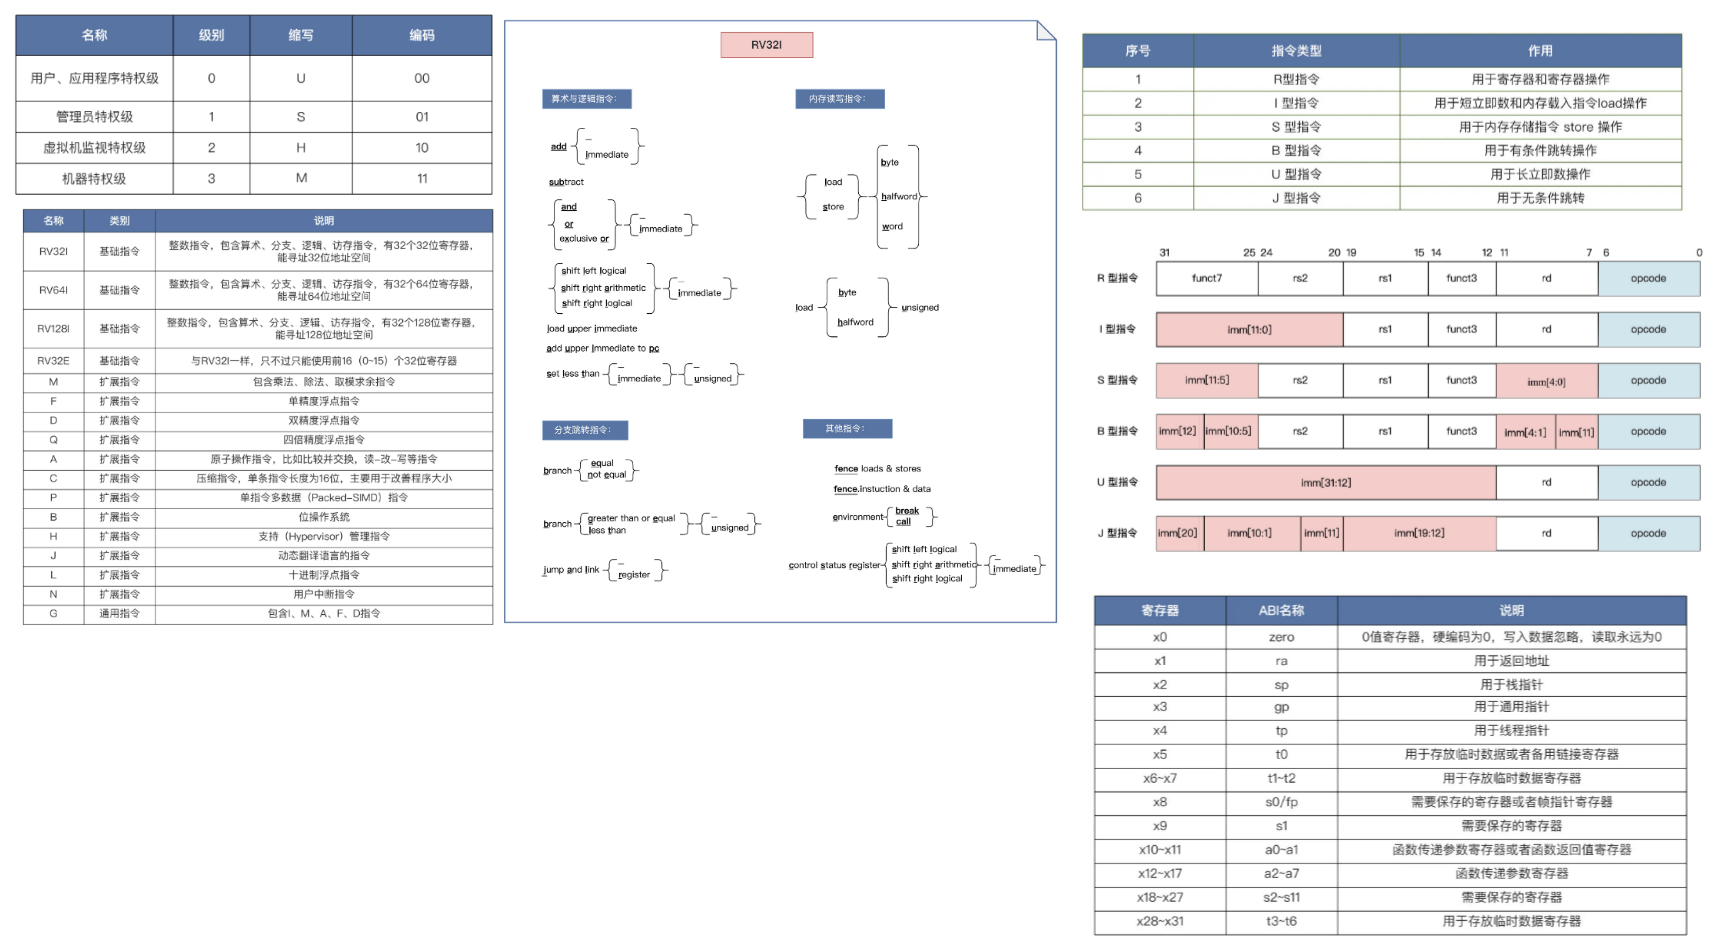 名称 级别 缩写 编码
用户、应用程序特权级 0 U 00
管理员特权级 1 S 01
虚拟机监视特权级 2 H 10
机器特权级 3 M 11
名称 类别 说明
RV32I 基础指令 整数指令，包含算术、分支、逻辑、访存指令，有32个32位寄存器，
能寻址32位地址空间
RV64I 基础指令 整数指令，包含算术、分支、逻辑、访存指令，有32个64位寄存器，
能寻址64位地址空间
RV128I 基础指令 整数指令，包含算术、分支、逻辑、访存指令，有32个128位寄存器，
能寻址128位地址空间
RV32E 基础指令 与RV32I一样，只不过只能使用前16（0~15）个32位寄存器
M 扩展指令 包含乘法、除法、取模求余指令
F 扩展指令 单精度浮点指令
D 扩展指令 双精度浮点指令
Q 扩展指令 四倍精度浮点指令
A 扩展指令 原子操作指令，比如比较并交换，读-改-写等指令
C 扩展指令 压缩指令，单条指令长度为16位，主要用于改善程序大小
P 扩展指令 单指令多数据（Packed-SIMD）指令
B 扩展指令 位操作系统
H 扩展指令 支持（Hypervisor）管理指令
J 扩展指令 动态翻译语言的指令
L 扩展指令 十进制浮点指令
N 扩展指令 用户中断指令
G 通用指令 包含I、M、A、F、D指令
RV32I
算术与逻辑指令：
add
–
immediate
subtract
and
or
exclusive or
–
immediate
shift left logical
shift right arithmetic
shift right logical
–
immediate
load upper immediate
add upper immediate to pc
set less than
–
immediate
–
unsigned
内存读写指令：
load
store
byte
halfword
word
load
byte
halfword
unsigned
分支跳转指令：
branch
equal
not equal
branch
greater than or equal
less than
–
unsigned
jump and link
–
register
其他指令：
fence loads & stores
fence.instuction & data
environment
break
call
control status register
shift left logical
shift right arithmetic
shift right logical
–
immediate
序号 指令类型 作用
1 R型指令 用于寄存器和寄存器操作
2 I 型指令 用于短立即数和内存载入指令load操作
3 S 型指令 用于内存存储指令 store 操作
4 B 型指令 用于有条件跳转操作
5 U 型指令 用于长立即数操作
6 J 型指令 用于无条件跳转
31 25 24 20 19 15 14 12 11 7 6 0
R 型指令 funct7 rs2 rs1 funct3 rd opcode
I 型指令 imm[11:0] rs1 funct3 rd opcode
S 型指令 imm[11:5] rs2 rs1 funct3 imm[4:0] opcode
B 型指令 imm[12] imm[10:5] rs2 rs1 funct3 imm[4:1] imm[11] opcode
U 型指令 imm[31:12] rd opcode
J 型指令 imm[20] imm[10:1] imm[11] imm[19:12] rd opcode
寄存器 ABI名称 说明
x0 zero 0值寄存器，硬编码为0，写入数据忽略，读取永远为0
x1 ra 用于返回地址
x2 sp 用于栈指针
x3 gp 用于通用指针
x4 tp 用于线程指针
x5 t0 用于存放临时数据或者备用链接寄存器
x6~x7 t1~t2 用于存放临时数据寄存器
x8 s0/fp 需要保存的寄存器或者帧指针寄存器
x9 s1 需要保存的寄存器
x10~x11 a0~a1 函数传递参数寄存器或者函数返回值寄存器
x12~x17 a2~a7 函数传递参数寄存器
x18~x27 s2~s11 需要保存的寄存器
x28~x31 t3~t6 用于存放临时数据寄存器